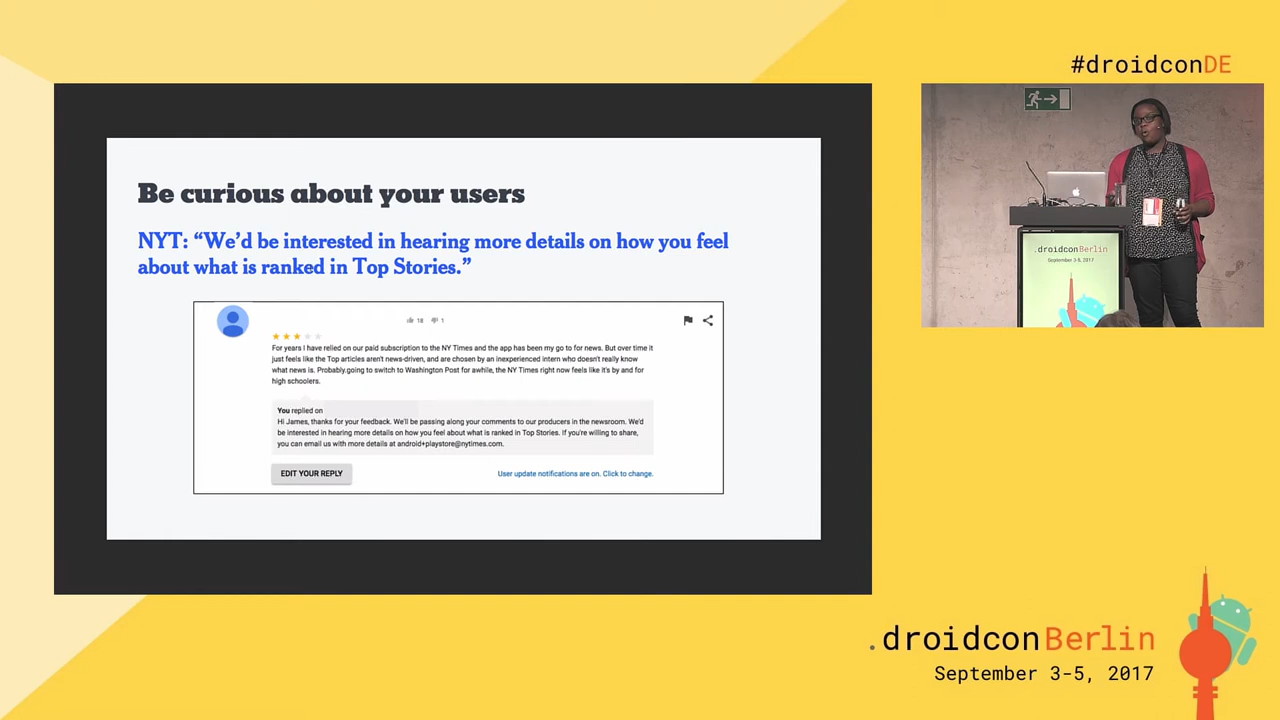 #droidconDE
Be curious about your users
NYT: “We’d be interested in hearing more details on how you feel
about what is ranked in Top Stories.”
18 1
For years I have relied on our paid subscription to the NY Times and the app has been my go to for news. But over time it
just feels like the Top articles aren't news-driven, and are chosen by an inexperienced intern who doesn't really know
what news is. Probably.going to switch to Washington Post for awhile, the NY Times right now feels like it's by and for
high schoolers.
You replied on
Hi James, thanks for your feedback. We'll be passing along your comments to our producers in the newsroom. We'd
be interested in hearing more details on how you feel about what is ranked in Top Stories. If you're willing to share,
you can email us with more details at android+playstore@nytimes.com.
EDIT YOUR REPLY
User update notifications are on. Click to change.
.droidconBerlin
September 3-5, 2017
.droidconBerlin
September 3-5, 2017